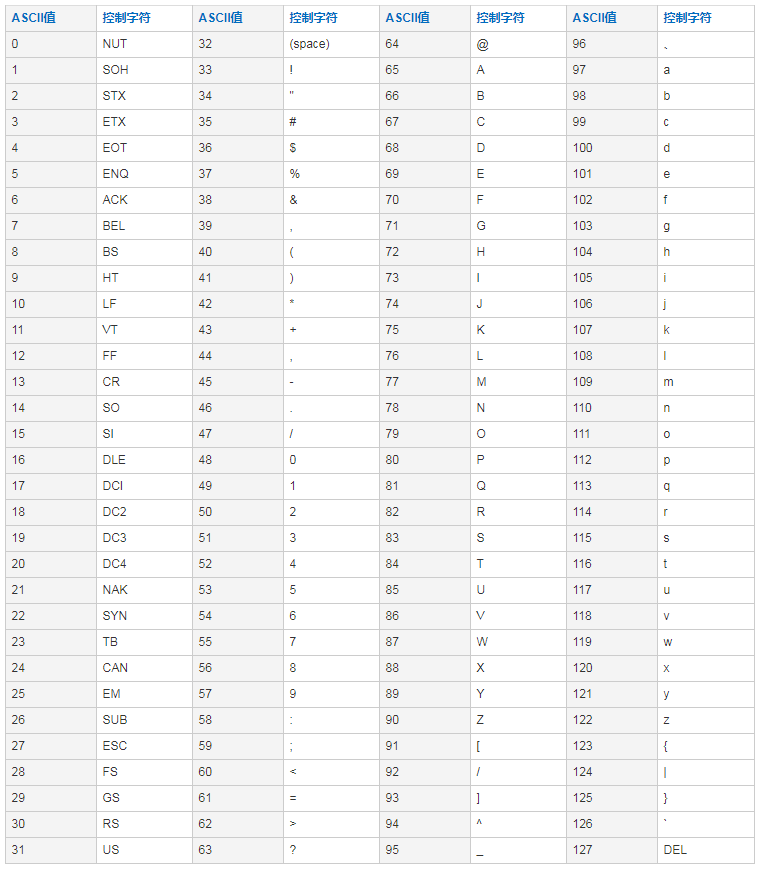 ASCII值 控制字符 ASCII值 控制字符 ASCII值 控制字符 ASCII值 控制字符
0 NUT 32 (space) 64 @ 96 、
1 SOH 33 ! 65 A 97 a
2 STX 34 " 66 B 98 b
3 ETX 35 # 67 C 99 c
4 EOT 36 $ 68 D 100 d
5 ENQ 37 % 69 E 101 e
6 ACK 38 & 70 F 102 f
7 BEL 39 , 71 G 103 g
8 BS 40 ( 72 H 104 h
9 HT 41 ) 73 I 105 i
10 LF 42 * 74 J 106 j
11 VT 43 + 75 K 107 k
12 FF 44 , 76 L 108 l
13 CR 45 - 77 M 109 m
14 SO 46 . 78 N 110 n
15 SI 47 / 79 O 111 o
16 DLE 48 0 80 P 112 p
17 DCI 49 1 81 Q 113 q
18 DC2 50 2 82 R 114 r
19 DC3 51 3 83 S 115 s
20 DC4 52 4 84 T 116 t
21 NAK 53 5 85 U 117 u
22 SYN 54 6 86 V 118 v
23 TB 55 7 87 W 119 w
24 CAN 56 8 88 X 120 x
25 EM 57 9 89 Y 121 y
26 SUB 58 : 90 Z 122 z
27 ESC 59 ; 91 [ 123 {
28 FS 60 < 92 / 124 |
29 GS 61 = 93 ] 125 }
30 RS 62 > 94 ^ 126 `
31 US 63 ? 95 _ 127 DEL